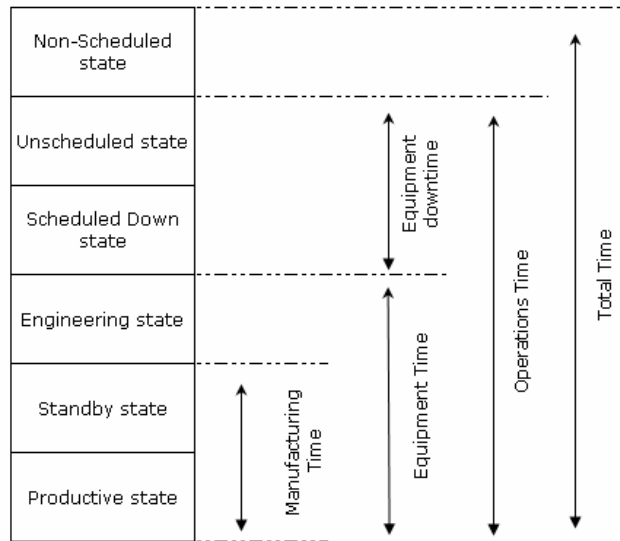 Non-Scheduled
state
Unscheduled state
Scheduled Down
state
Engineering state
Standby state
Productive state
Manufacturing
Time
Equipment
downtime
Equipment Time
Operations Time
Total Time